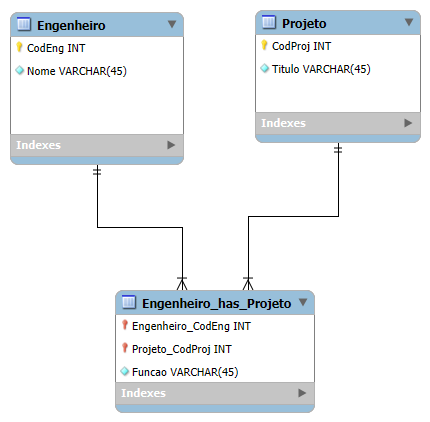 Engenheiro
CodEng INT
Nome VARCHAR(45)
Indexes
Projeto
CodProj INT
Titulo VARCHAR(45)
Indexes
Engenheiro_has_Projeto
Engenheiro_CodEng INT
Projeto_CodProj INT
Funcao VARCHAR(45)
Indexes